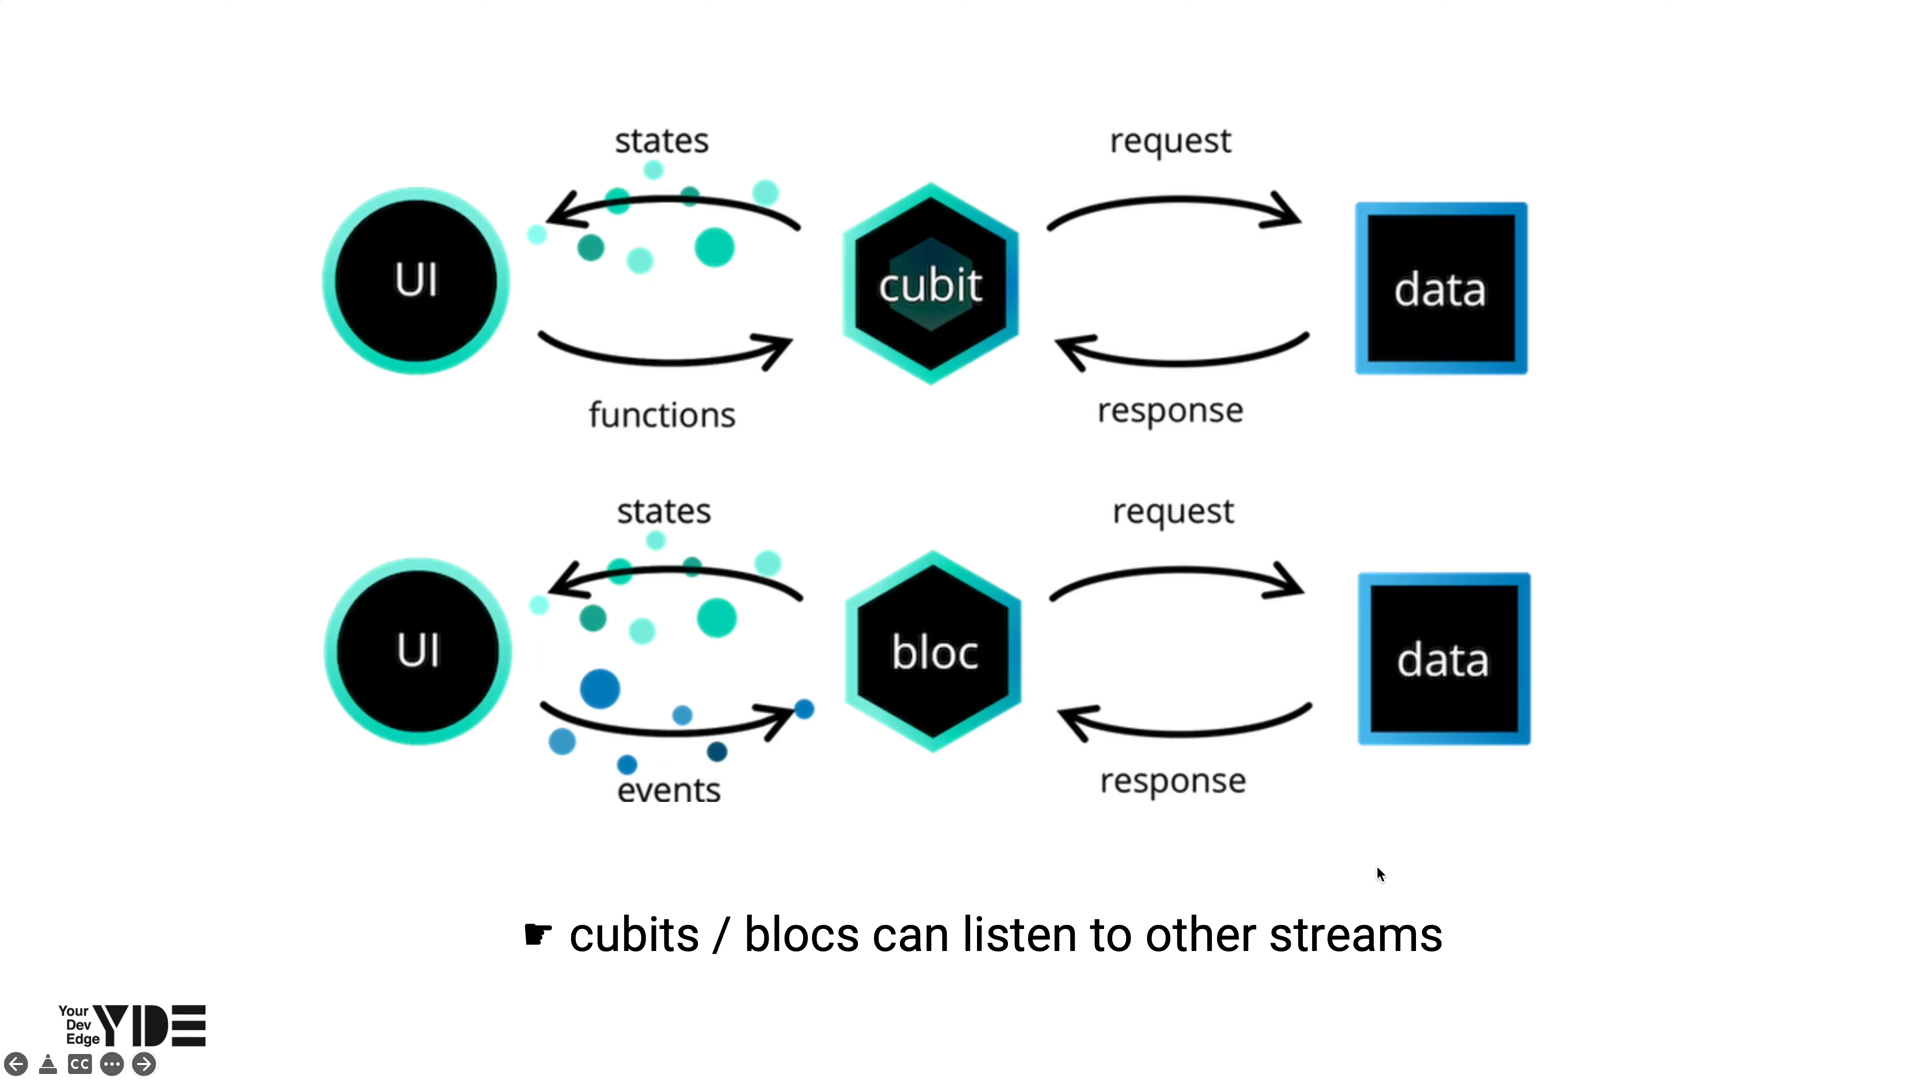 states
request
UI
cubit
data
functions
response
states
request
UI
bloc
data
events
response
☛ cubits / blocs can listen to other streams
Your
Dev
Edge
YDE
CC